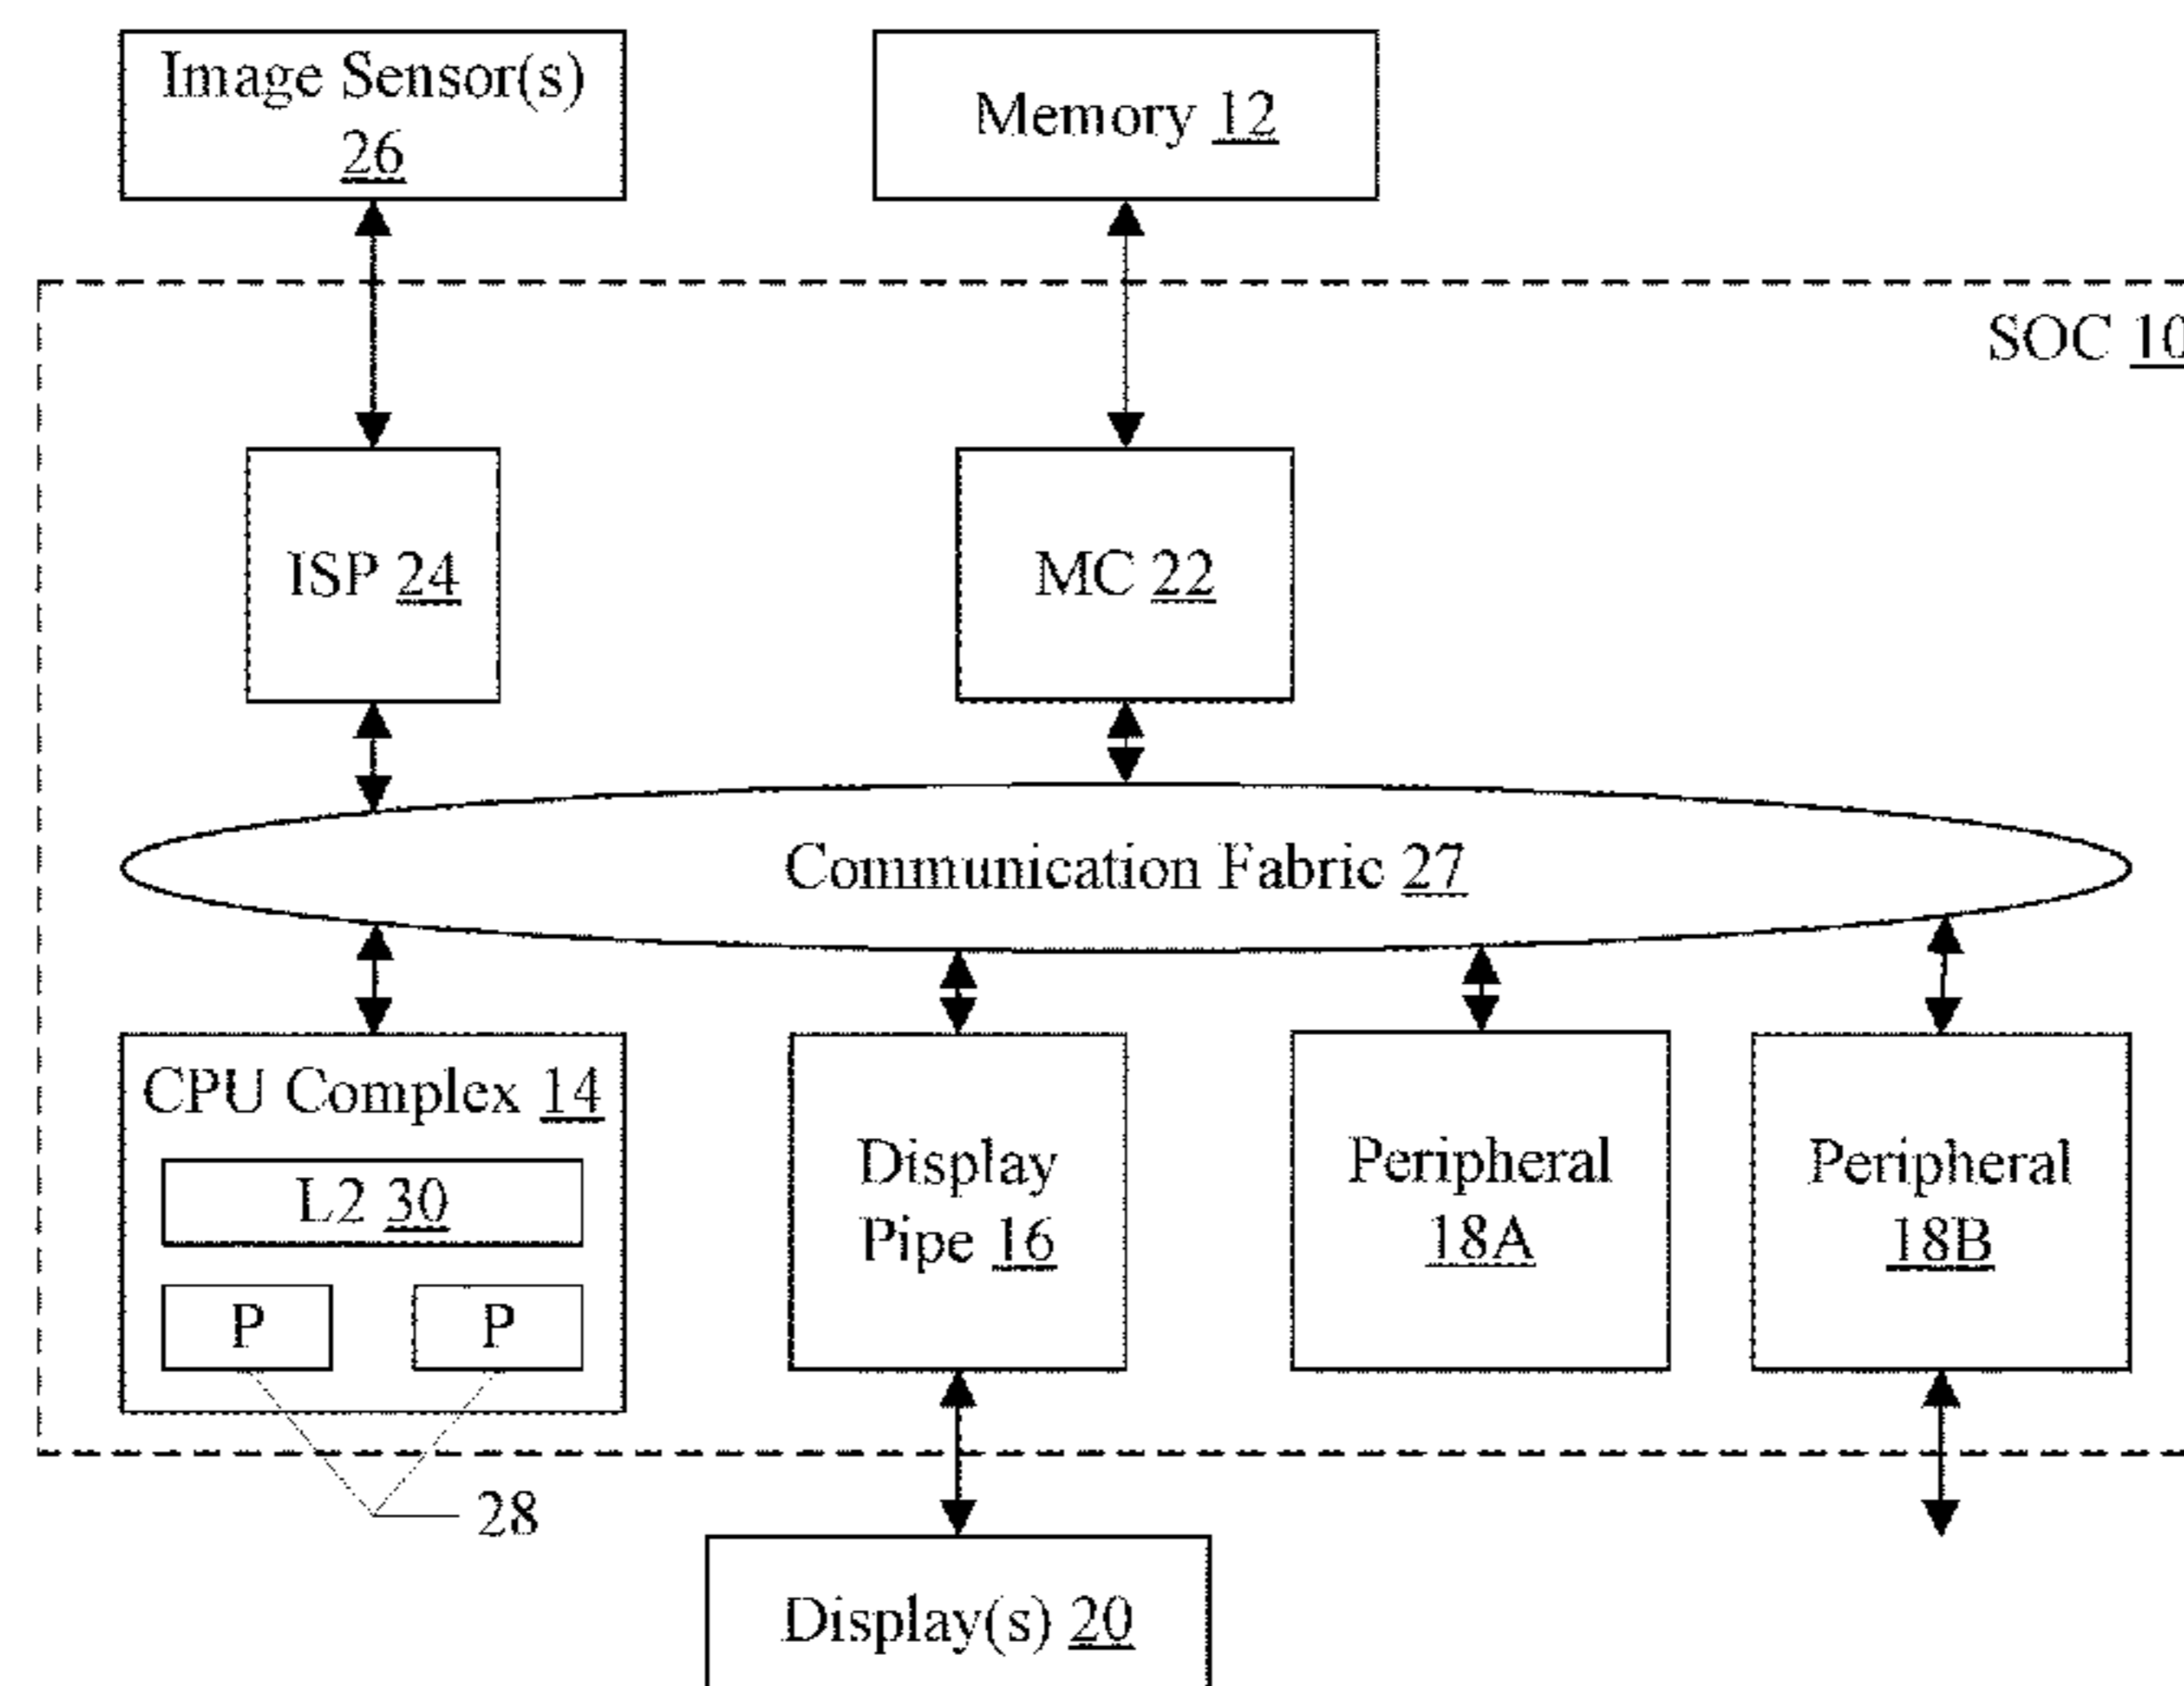 Image Sensor(s)
26
Memory 12
SOC 10
ISP 24
MC 22
Communication Fabric 27
CPU Complex 14
L2 30
P
P
28
Display
Pipe 16
Peripheral
18A
Peripheral
18B
Display(s) 20